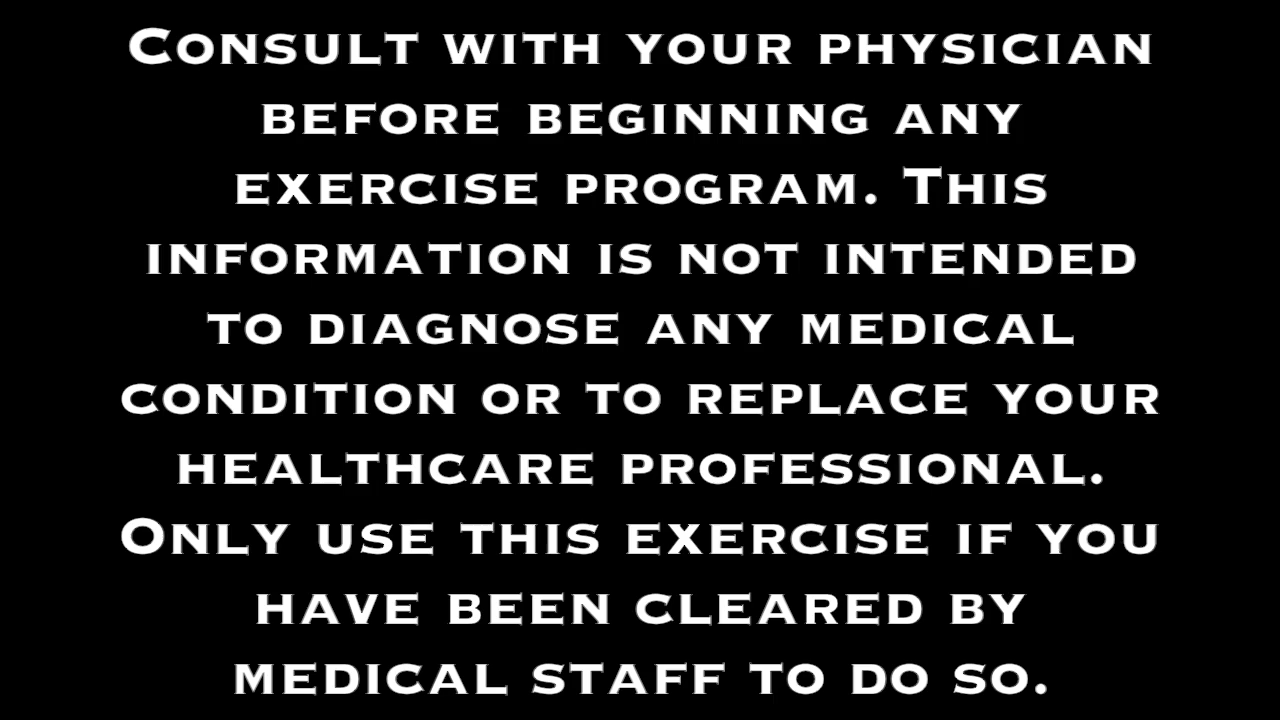 Consult with your physician
before beginning any
exercise program. This
information is not intended
to diagnose any medical
condition or to replace your
healthcare professional.
Only use this exercise if you
have been cleared by
medical staff to do so.